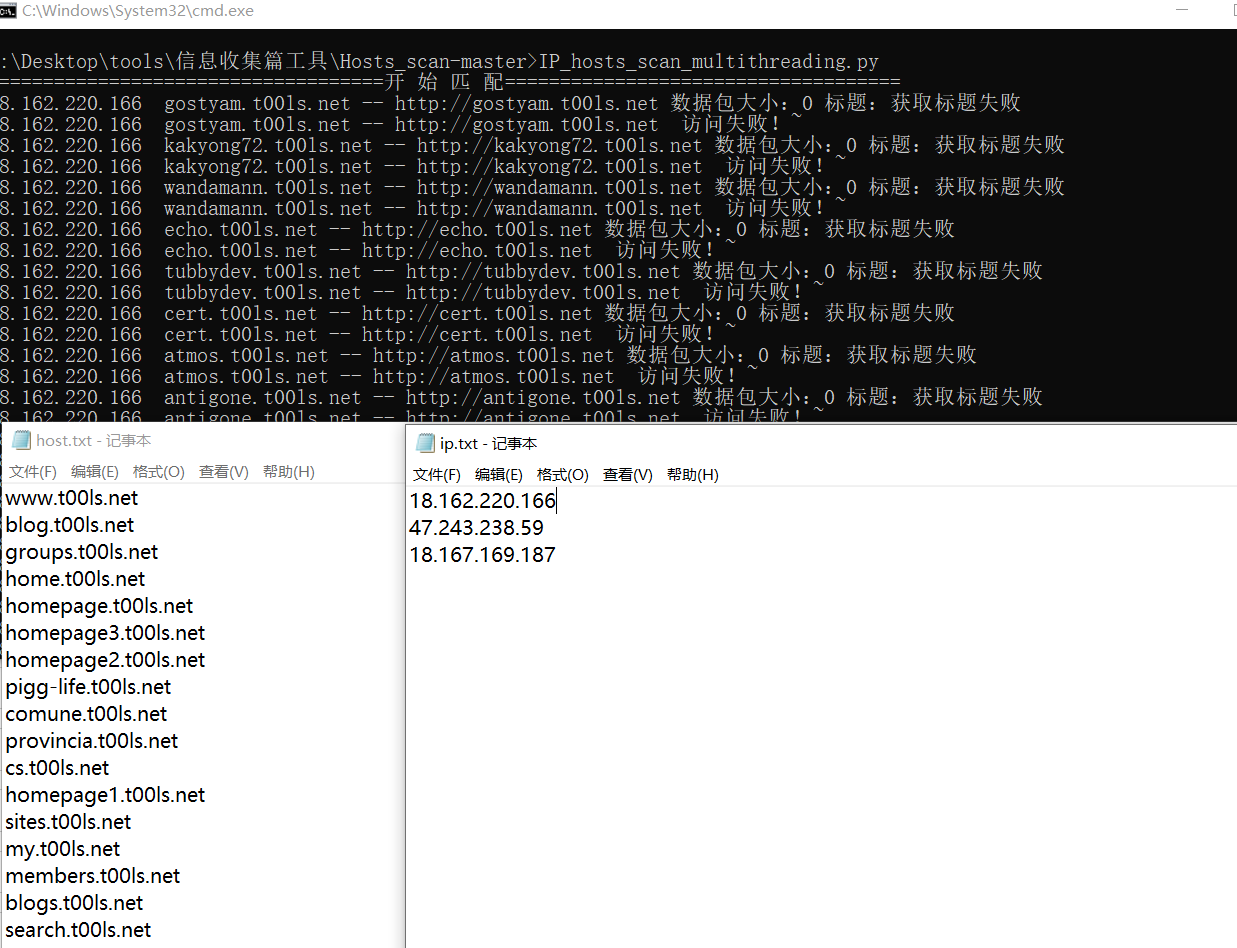 C:\Windows\System32\cmd.exe
:\Desktop\tools\信息收集篇工具\Hosts_scan-master>IP_hosts_scan_multithreading.py
===================================开 始 匹 配====================================
8.162.220.166  gostyam.t00ls.net -- http://gostyam.t00ls.net 数据包大小：0 标题：获取标题失败
8.162.220.166  gostyam.t00ls.net -- http://gostyam.t00ls.net  访问失败！~
8.162.220.166  kakyong72.t00ls.net -- http://kakyong72.t00ls.net 数据包大小：0 标题：获取标题失败
8.162.220.166  kakyong72.t00ls.net -- http://kakyong72.t00ls.net  访问失败！~
8.162.220.166  wandamann.t00ls.net -- http://wandamann.t00ls.net 数据包大小：0 标题：获取标题失败
8.162.220.166  wandamann.t00ls.net -- http://wandamann.t00ls.net  访问失败！~
8.162.220.166  echo.t00ls.net -- http://echo.t00ls.net 数据包大小：0 标题：获取标题失败
8.162.220.166  echo.t00ls.net -- http://echo.t00ls.net  访问失败！~
8.162.220.166  tubbydev.t00ls.net -- http://tubbydev.t00ls.net 数据包大小：0 标题：获取标题失败
8.162.220.166  tubbydev.t00ls.net -- http://tubbydev.t00ls.net  访问失败！~
8.162.220.166  cert.t00ls.net -- http://cert.t00ls.net 数据包大小：0 标题：获取标题失败
8.162.220.166  cert.t00ls.net -- http://cert.t00ls.net  访问失败！~
8.162.220.166  atmos.t00ls.net -- http://atmos.t00ls.net 数据包大小：0 标题：获取标题失败
8.162.220.166  atmos.t00ls.net -- http://atmos.t00ls.net  访问失败！~
8.162.220.166  antigone.t00ls.net -- http://antigone.t00ls.net 数据包大小：0 标题：获取标题失败
8.162.220.166  antigone.t00ls.net -- http://antigone.t00ls.net  访问失败！~
host.txt - 记事本
文件(F) 编辑(E) 格式(O) 查看(V) 帮助(H)
www.t00ls.net
blog.t00ls.net
groups.t00ls.net
home.t00ls.net
homepage.t00ls.net
homepage3.t00ls.net
homepage2.t00ls.net
pigg-life.t00ls.net
comune.t00ls.net
provincia.t00ls.net
cs.t00ls.net
homepage1.t00ls.net
sites.t00ls.net
my.t00ls.net
members.t00ls.net
blogs.t00ls.net
search.t00ls.net
ip.txt - 记事本
文件(F) 编辑(E) 格式(O) 查看(V) 帮助(H)
18.162.220.166
47.243.238.59
18.167.169.187